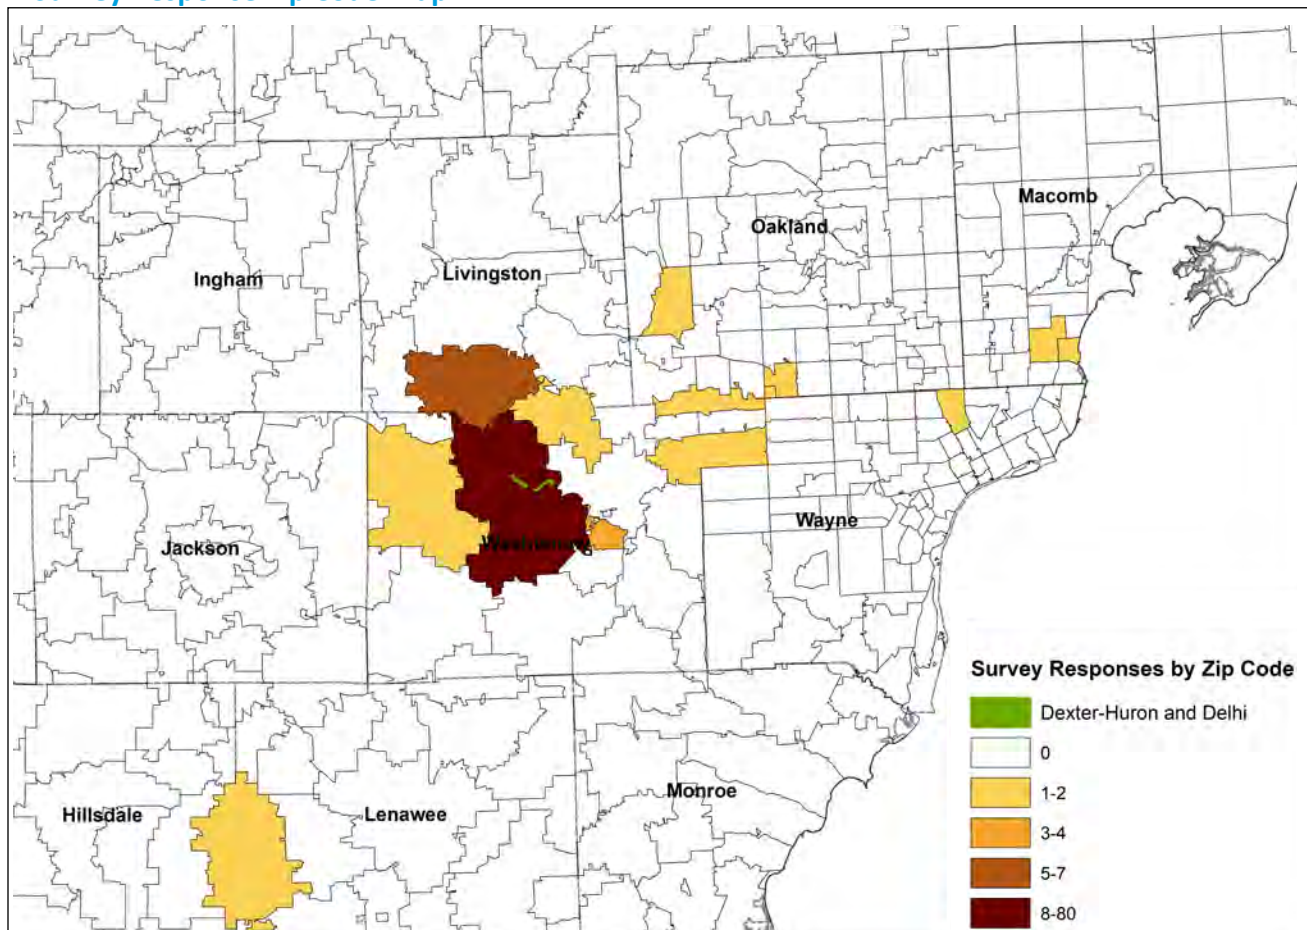 Macomb
Oakland
Livingston
Ingham
Wayne
Washtenaw
Jackson
Survey Responses by Zip Code
Dexter-Huron and Delhi
0
1-2
3-4
5-7
8-80
Monroe
Lenawee
Hillsdale